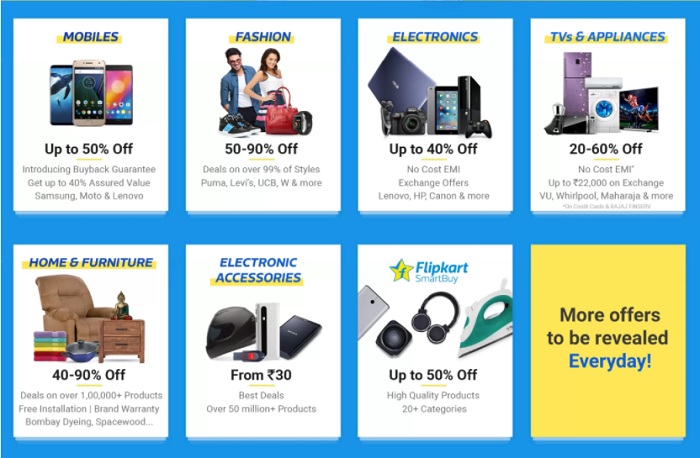 MOBILES
Up to 50% Off
Introducing Buyback Guarantee
Get up to 40% Assured Value
Samsung, Moto & Lenovo
FASHION
50-90% Off
Deals on over 99% of Styles
Puma, Levi's, UCB, W & more
ELECTRONICS
Up to 40% Off
No Cost EMI
Exchange Offers
Lenovo, HP, Canon & more
TVs & APPLIANCES
20-60% Off
No Cost EMI*
Up to ₹22,000 on Exchange
VU, Whirlpool, Maharaja & more
*On Credit Cards & BAJAJ FINSERV
HOME & FURNITURE
40-90% Off
Deals on over 1,00,000+ Products
Free Installation | Brand Warranty
Bombay Dyeing, Spacewood...
ELECTRONIC
ACCESSORIES
From ₹30
Best Deals
Over 50 million+ Products
Flipkart
SmartBuy
Up to 50% Off
High Quality Products
20+ Categories
More offers
to be revealed
Everyday!